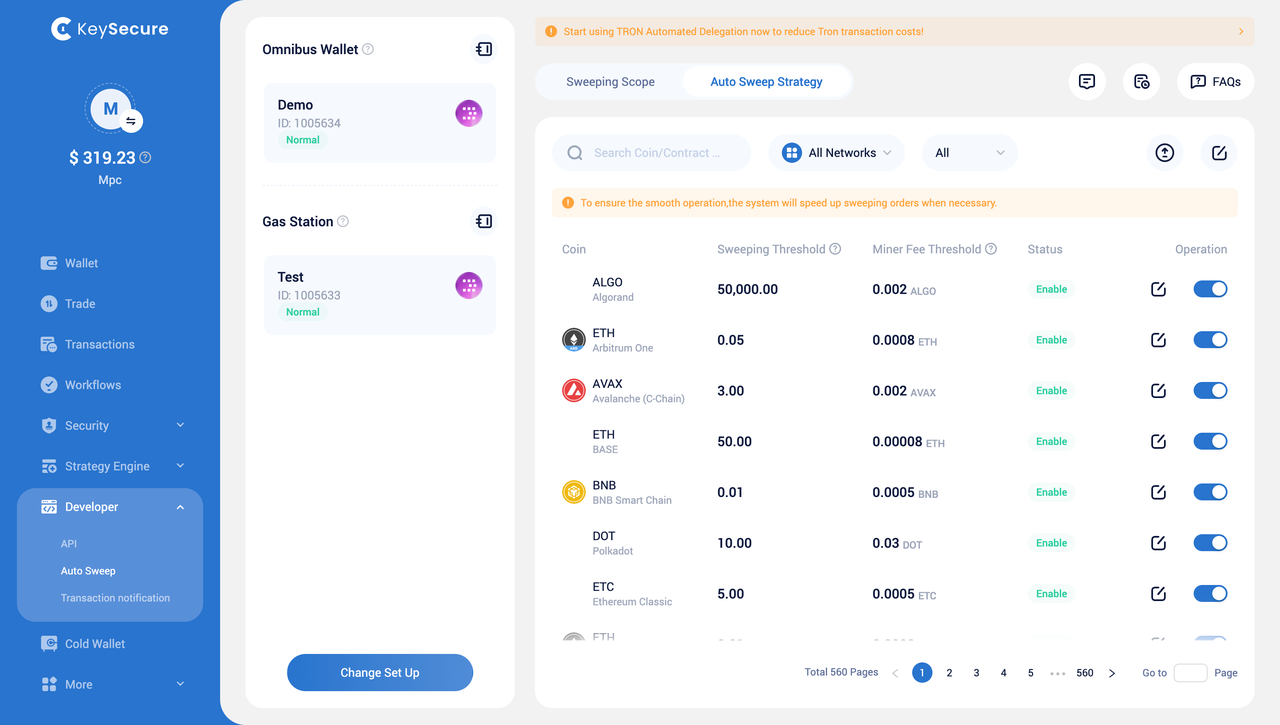 KeySecure
M
$ 319.23
Mpc
Wallet
Trade
Transactions
Workflows
Security
Strategy Engine
Developer
API
Auto Sweep
Transaction notification
Cold Wallet
More
Omnibus Wallet
Demo
ID: 1005634
Normal
Gas Station
Test
ID: 1005633
Normal
Change Set Up
Start using TRON Automated Delegation now to reduce Tron transaction costs!
Sweeping Scope Auto Sweep Strategy FAQs
Search Coin/Contract ... All Networks All
To ensure the smooth operation,the system will speed up sweeping orders when necessary.
Coin Sweeping Threshold Miner Fee Threshold Status Operation
ALGO
Algorand
50,000.00 0.002 ALGO Enable
ETH
Arbitrum One
0.05 0.0008 ETH Enable
AVAX
Avalanche (C-Chain)
3.00 0.002 AVAX Enable
ETH
BASE
50.00 0.00008 ETH Enable
BNB
BNB Smart Chain
0.01 0.0005 BNB Enable
DOT
Polkadot
10.00 0.03 DOT Enable
ETC
Ethereum Classic
5.00 0.0005 ETC Enable
ETH
Total 560 Pages < 1 2 3 4 5 ••• 560 > Go to Page